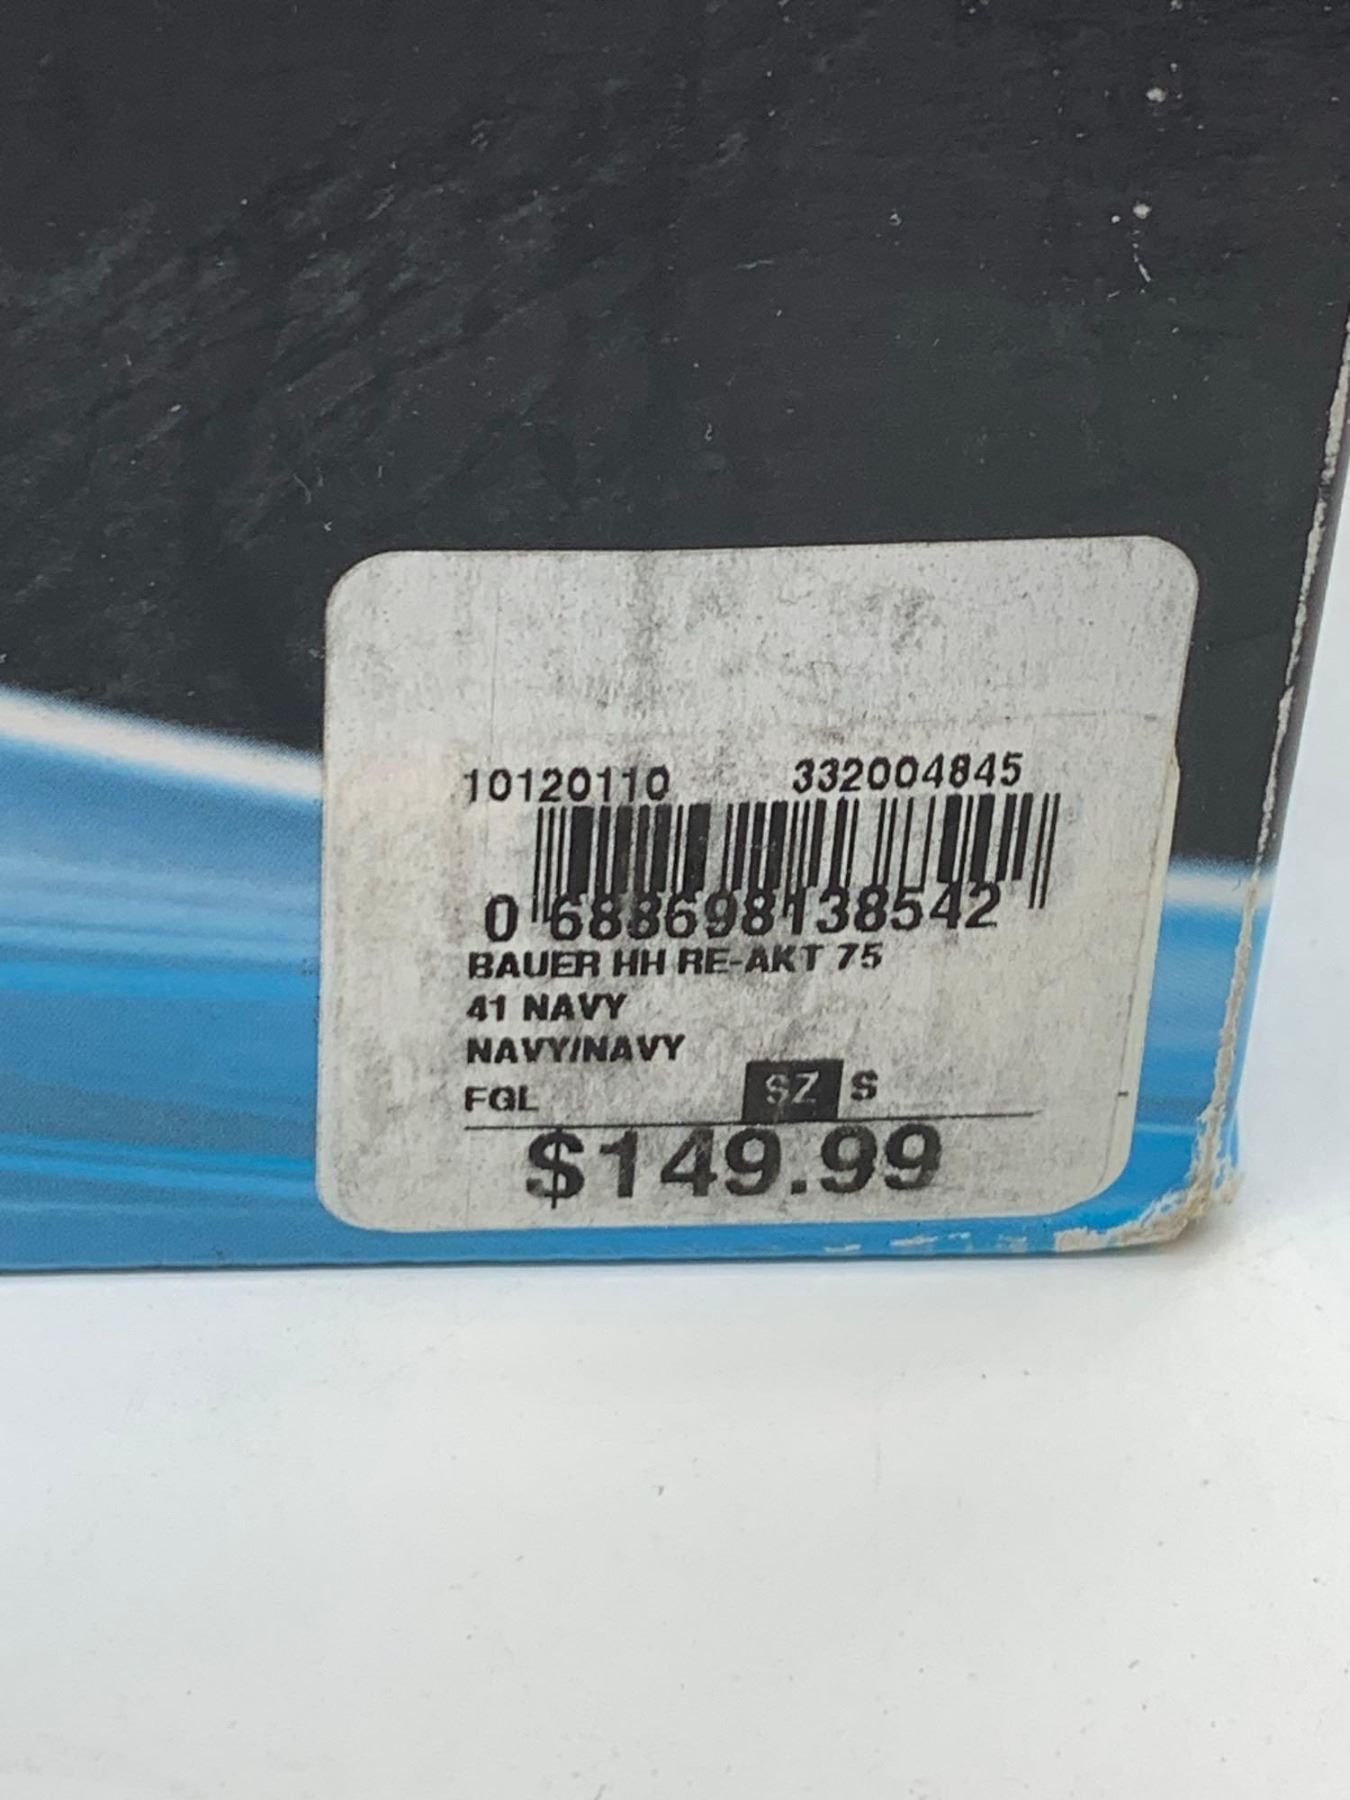 10120110 332004845
0 688698138542
BAUER HH RE-AKT 75
41 NAVY
NAVY/NAVY
FGL SZ S
$149.99